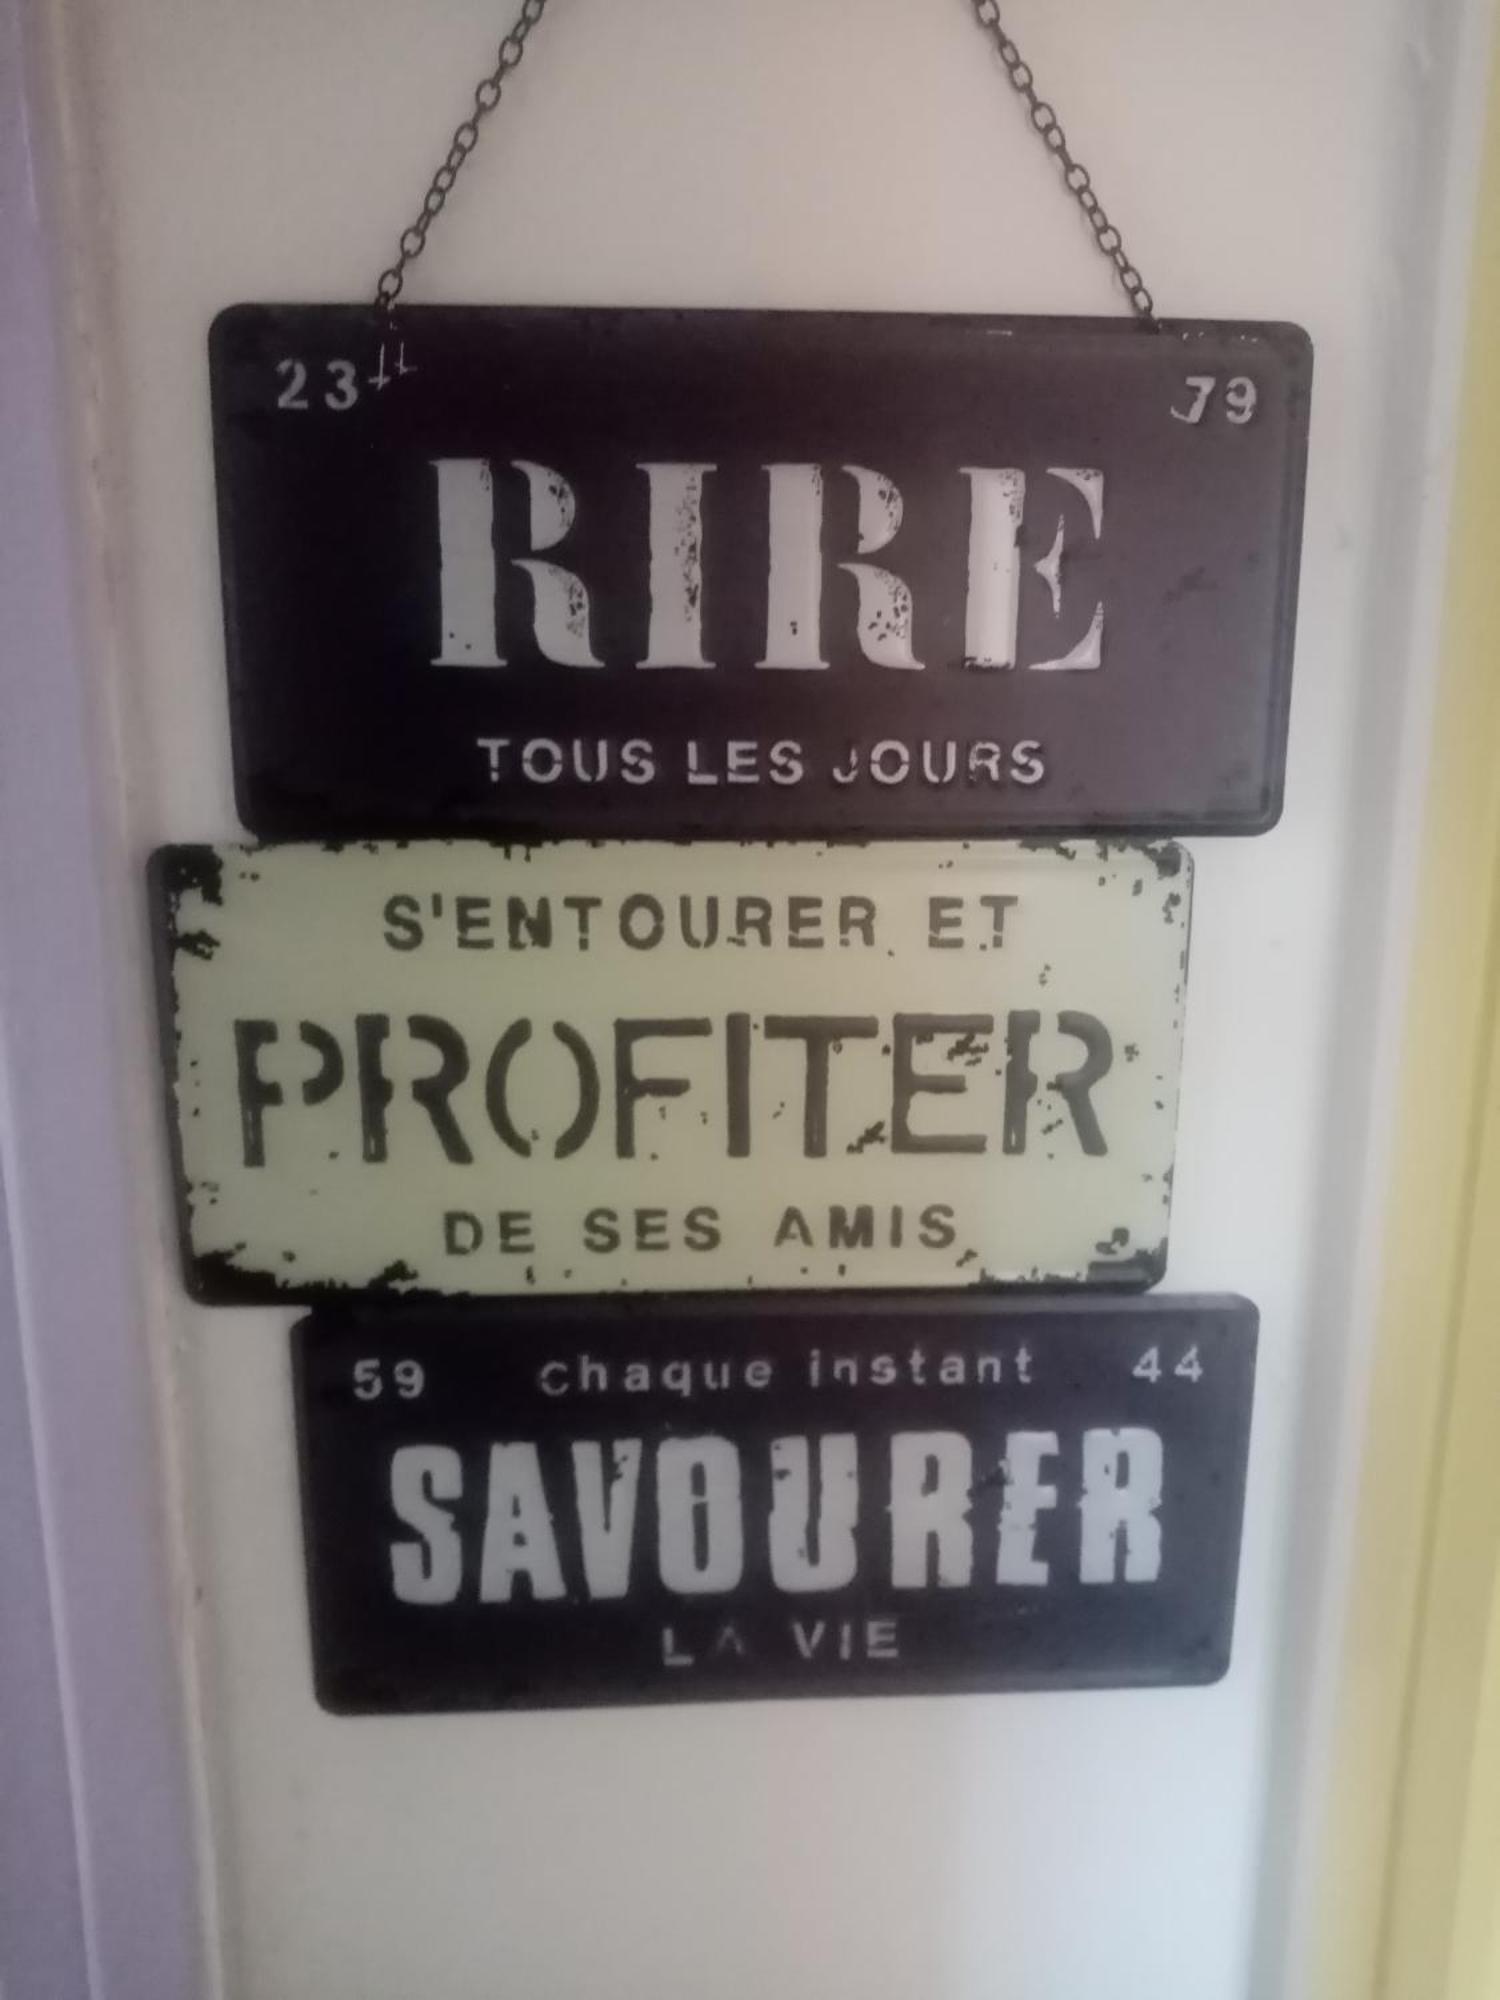 23 79
RIRE
TOUS LES JOURS
S'ENTOURER ET
PROFITER
DE SES AMIS
59 chaque instant 44
SAVOURER
LA VIE